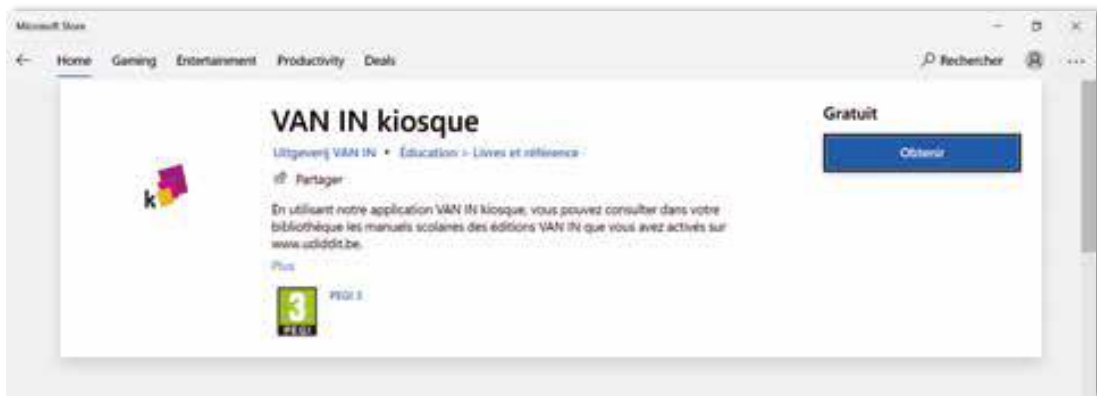 Microsoft Store
Home Gaming Entertainment Productivity Deals Rechercher
VAN IN kiosque
Uitgeverij VAN IN • Éducation > Livres et référence
Partager
En utilisant notre application VAN IN kiosque, vous pouvez consulter dans votre
bibliothèque les manuels scolaires des éditions VAN IN que vous avez activés sur
www.udiddit.be.
Plus
3
PEGI
PEGI 3
Gratuit
Obtenir
k